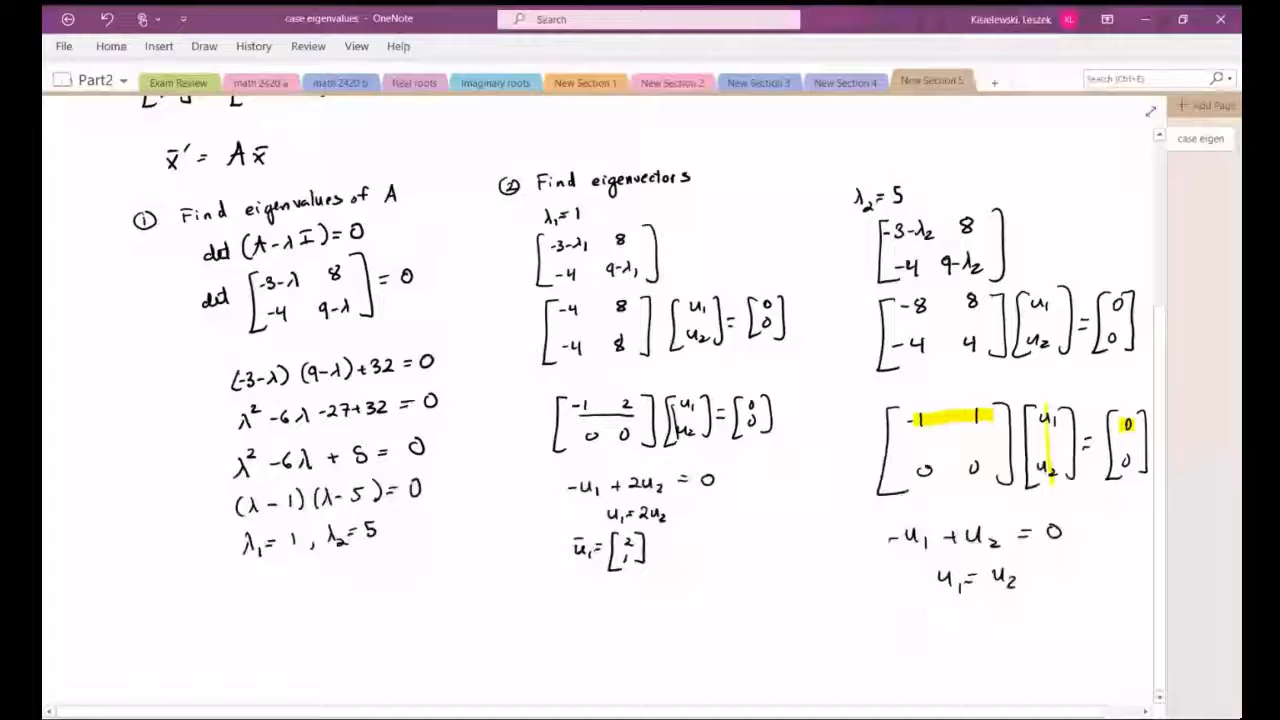 case eigenvalues - OneNote
Search
Kisielewski, Leszek
KL
File Home Insert Draw History Review View Help
Part2
Exam Review
math 2420 a
math 2420 b
Reel roots
Imaginary roots
New Section 1
New Section 2
New Section 3
New Section 4
New Section 5
+
Search (Ctrl+E)
+ Add Page
case eigen
x̄' = A x̄
① Find eigenvalues of A
det (A-λI) = 0
det [-3-λ 8
-4 9-λ] = 0
(-3-λ)(9-λ)+32 = 0
λ² -6λ -27+32 = 0
λ² -6λ + 5 = 0
(λ-1)(λ-5) = 0
λ₁ = 1, λ₂ = 5
② Find eigenvectors
λ₁ = 1
[-3-λ₁ 8
-4 9-λ₁]
[-4 8] [u₁] = [0]
[-4 8] [u₂] [0]
[-1 2] [u₁] = [0]
[0 0] [u₂] [0]
-u₁ + 2u₂ = 0
u₁ = 2u₂
ū₁ = [2
1]
λ₂ = 5
[-3-λ₂ 8
-4 9-λ₂]
[-8 8] [u₁] = [0]
[-4 4] [u₂] [0]
[-1 1] [u₁] = [0]
[0 0] [u₂] [0]
-u₁ + u₂ = 0
u₁ = u₂